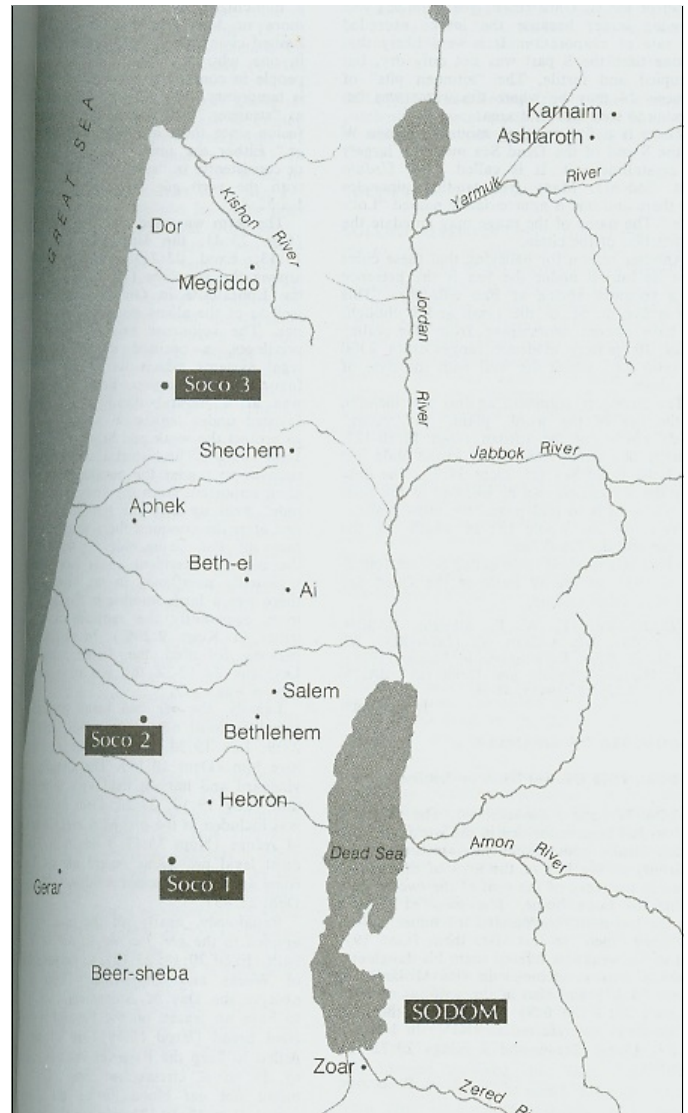 GREAT SEA
Karnaim
Ashtaroth
Yarmuk River
Kishon River
Dor
Megiddo
Jordan River
Soco 3
Shechem
Jabbok River
Aphek
Beth-el
Ai
Salem
Soco 2
Bethlehem
Hebron
Dead Sea
Arnon River
Soco 1
Gerar
Beer-sheba
SODOM
Zoar
Zered